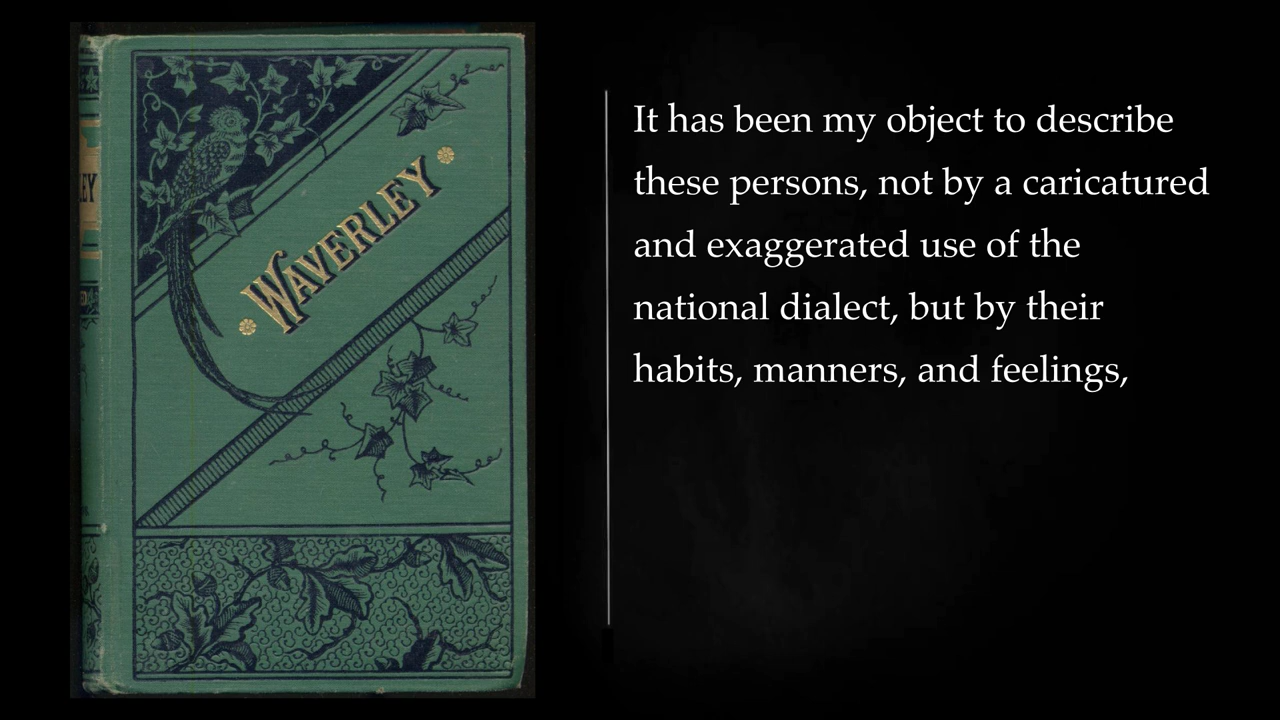 WAVERLEY
EY
It has been my object to describe
these persons, not by a caricatured
and exaggerated use of the
national dialect, but by their
habits, manners, and feelings,